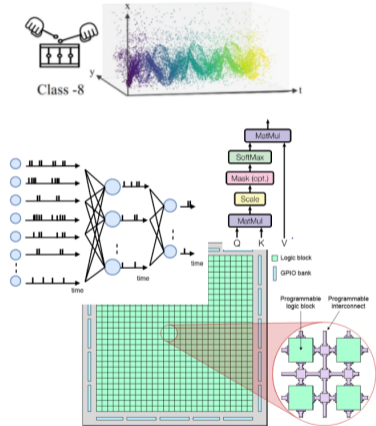 x
y
t
Class -8
MatMul
SoftMax
Mask (opt.)
Scale
MatMul
Q K V
time
time
time
Logic block
GPIO bank
Programmable
logic block
Programmable
interconnect